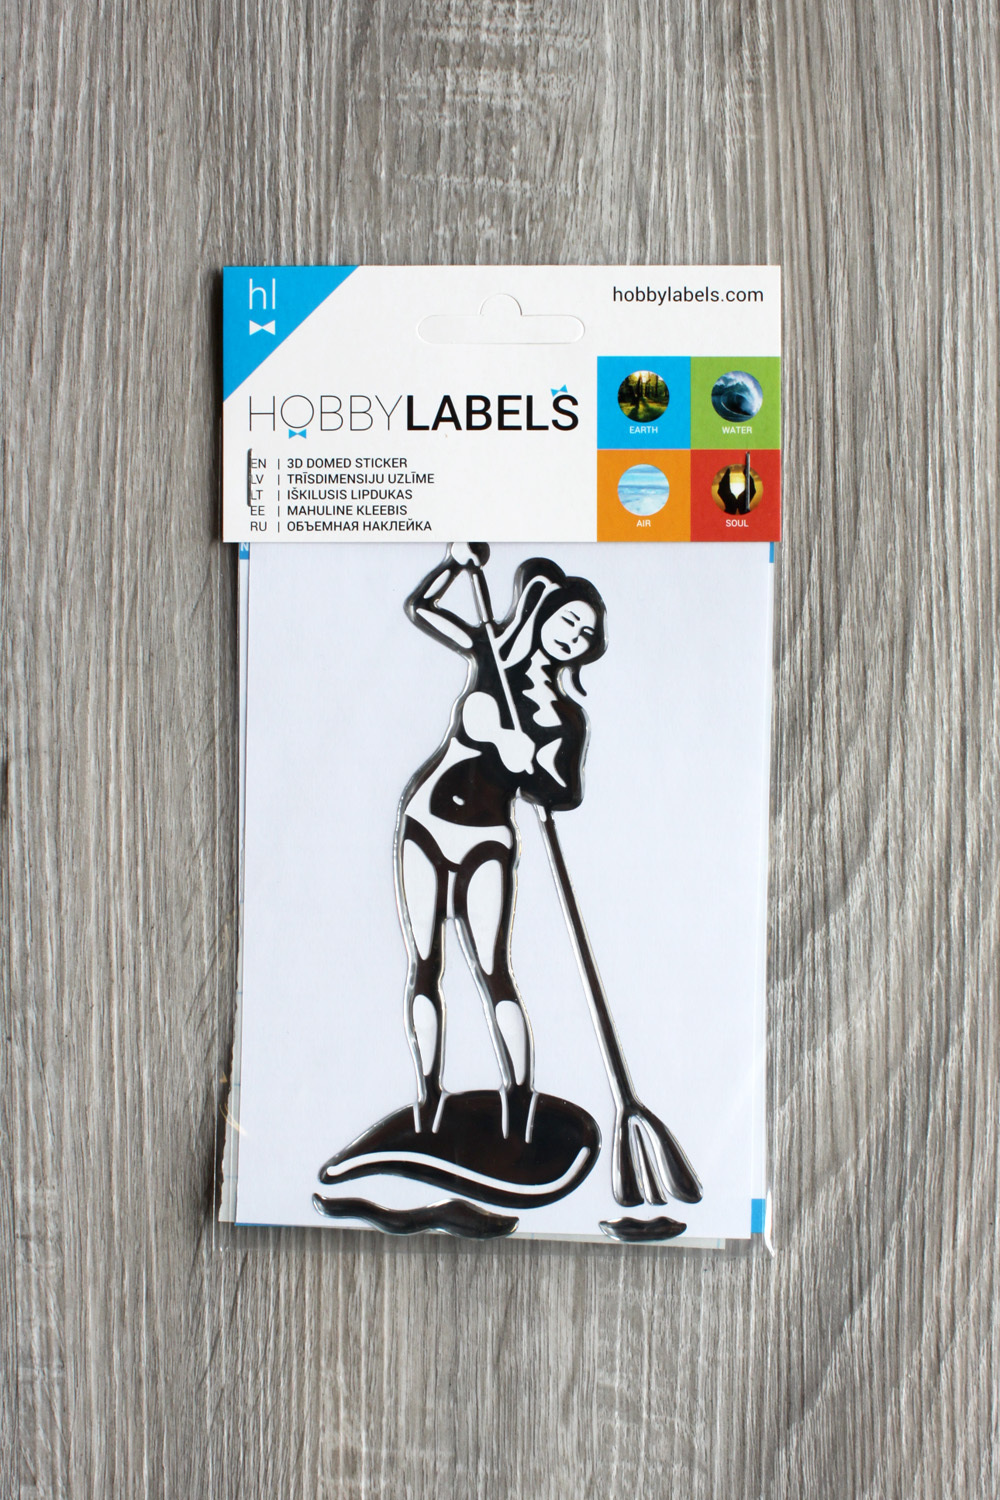 hl
hobbylabels.com
HOBBYLABELS
EARTH
WATER
EN | 3D DOMED STICKER
LV | TRĪSDIMENSIJU UZLĪME
LT | IŠKILUSIS LIPDUKAS
EE | MAHULINE KLEEBIS
RU | ОБЪЕМНАЯ НАКЛЕЙКА
AIR
SOUL
N